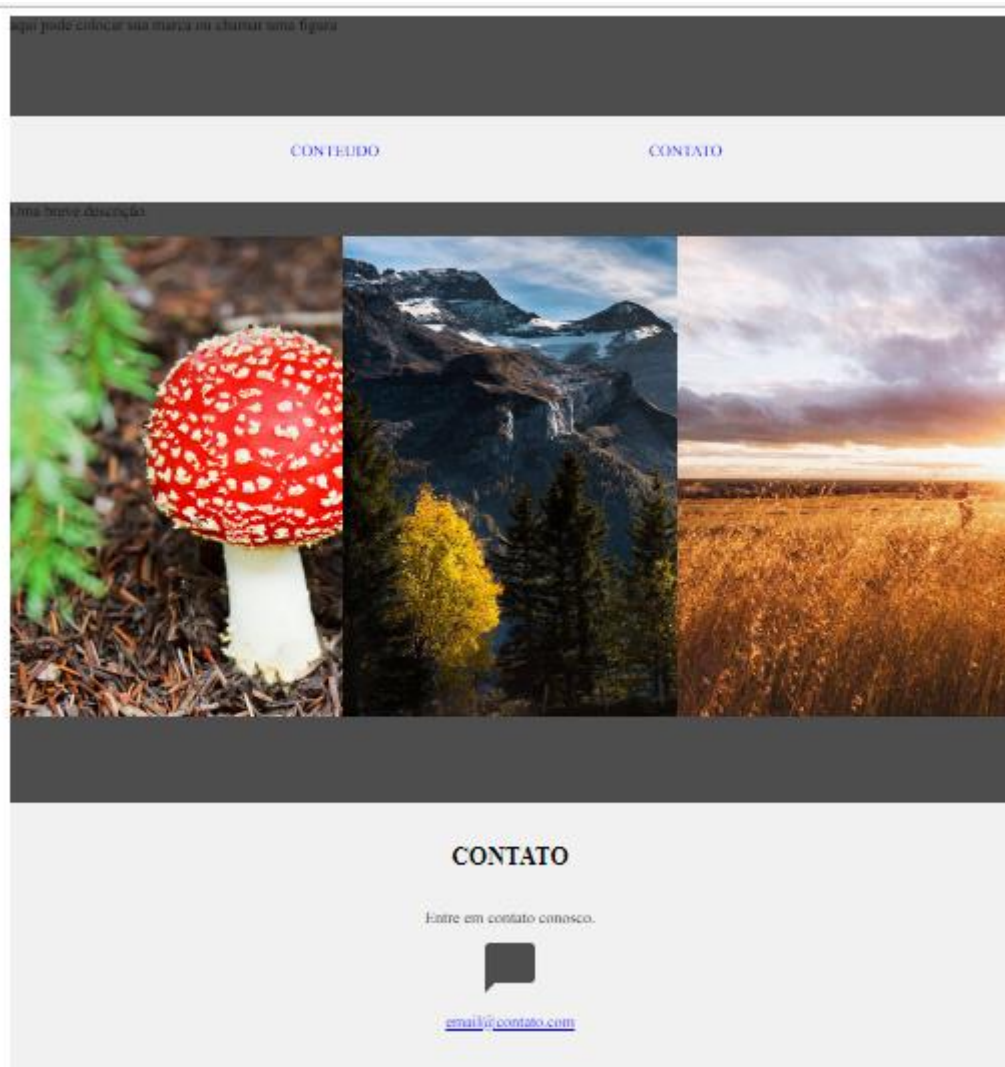 aqui pode colocar sua marca ou chamar uma figura
CONTEUDO
CONTATO
Uma breve descrição
CONTATO
Entre em contato conosco.
email@contato.com